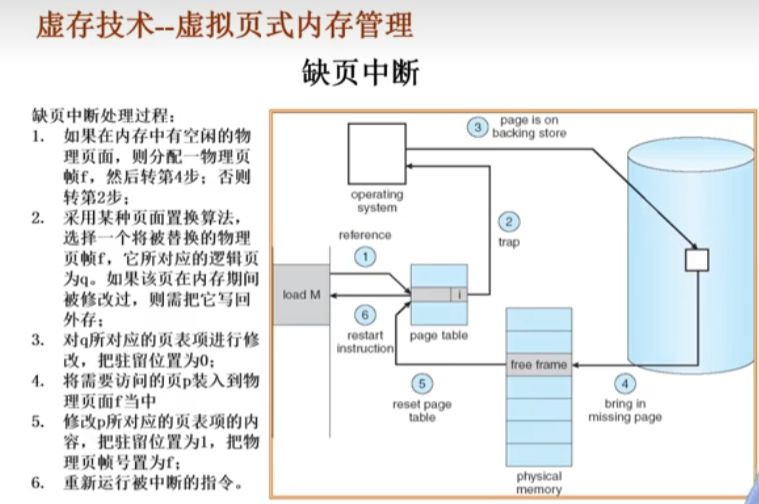 虚存技术--虚拟页式内存管理
缺页中断
缺页中断处理过程：
1. 如果在内存中有空闲的物
理页面，则分配一物理页
帧f，然后转第4步；否则
转第2步；
2. 采用某种页面置换算法，
选择一个将被替换的物理
页帧f，它所对应的逻辑页
为q。如果该页在内存期间
被修改过，则需把它写回
外存；
3. 对q所对应的页表项进行修
改，把驻留位置为0；
4. 将需要访问的页p装入到物
理页面f当中
5. 修改p所对应的页表项的内
容，把驻留位置为1，把物
理页帧号置为f；
6. 重新运行被中断的指令。
3
page is on
backing store
operating
system
2
trap
reference
1
load M
i
6
restart
instruction
page table
free frame
5
reset page
table
4
bring in
missing page
physical
memory